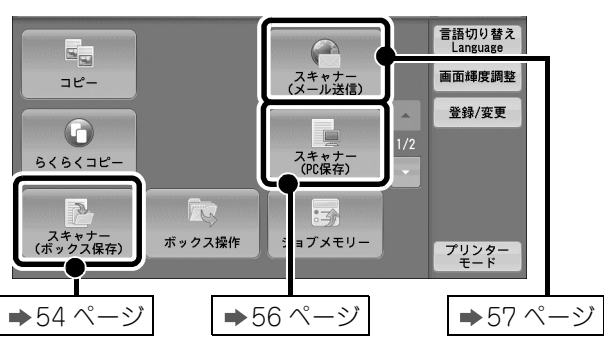 コピー
スキャナー
(メール送信)
言語切り替え
Language
画面輝度調整
登録/変更
らくらくコピー
スキャナー
(PC保存)
1/2
スキャナー
(ボックス保存)
ボックス操作
ジョブメモリー
プリンター
モード
➡54 ページ
➡56 ページ
➡57 ページ